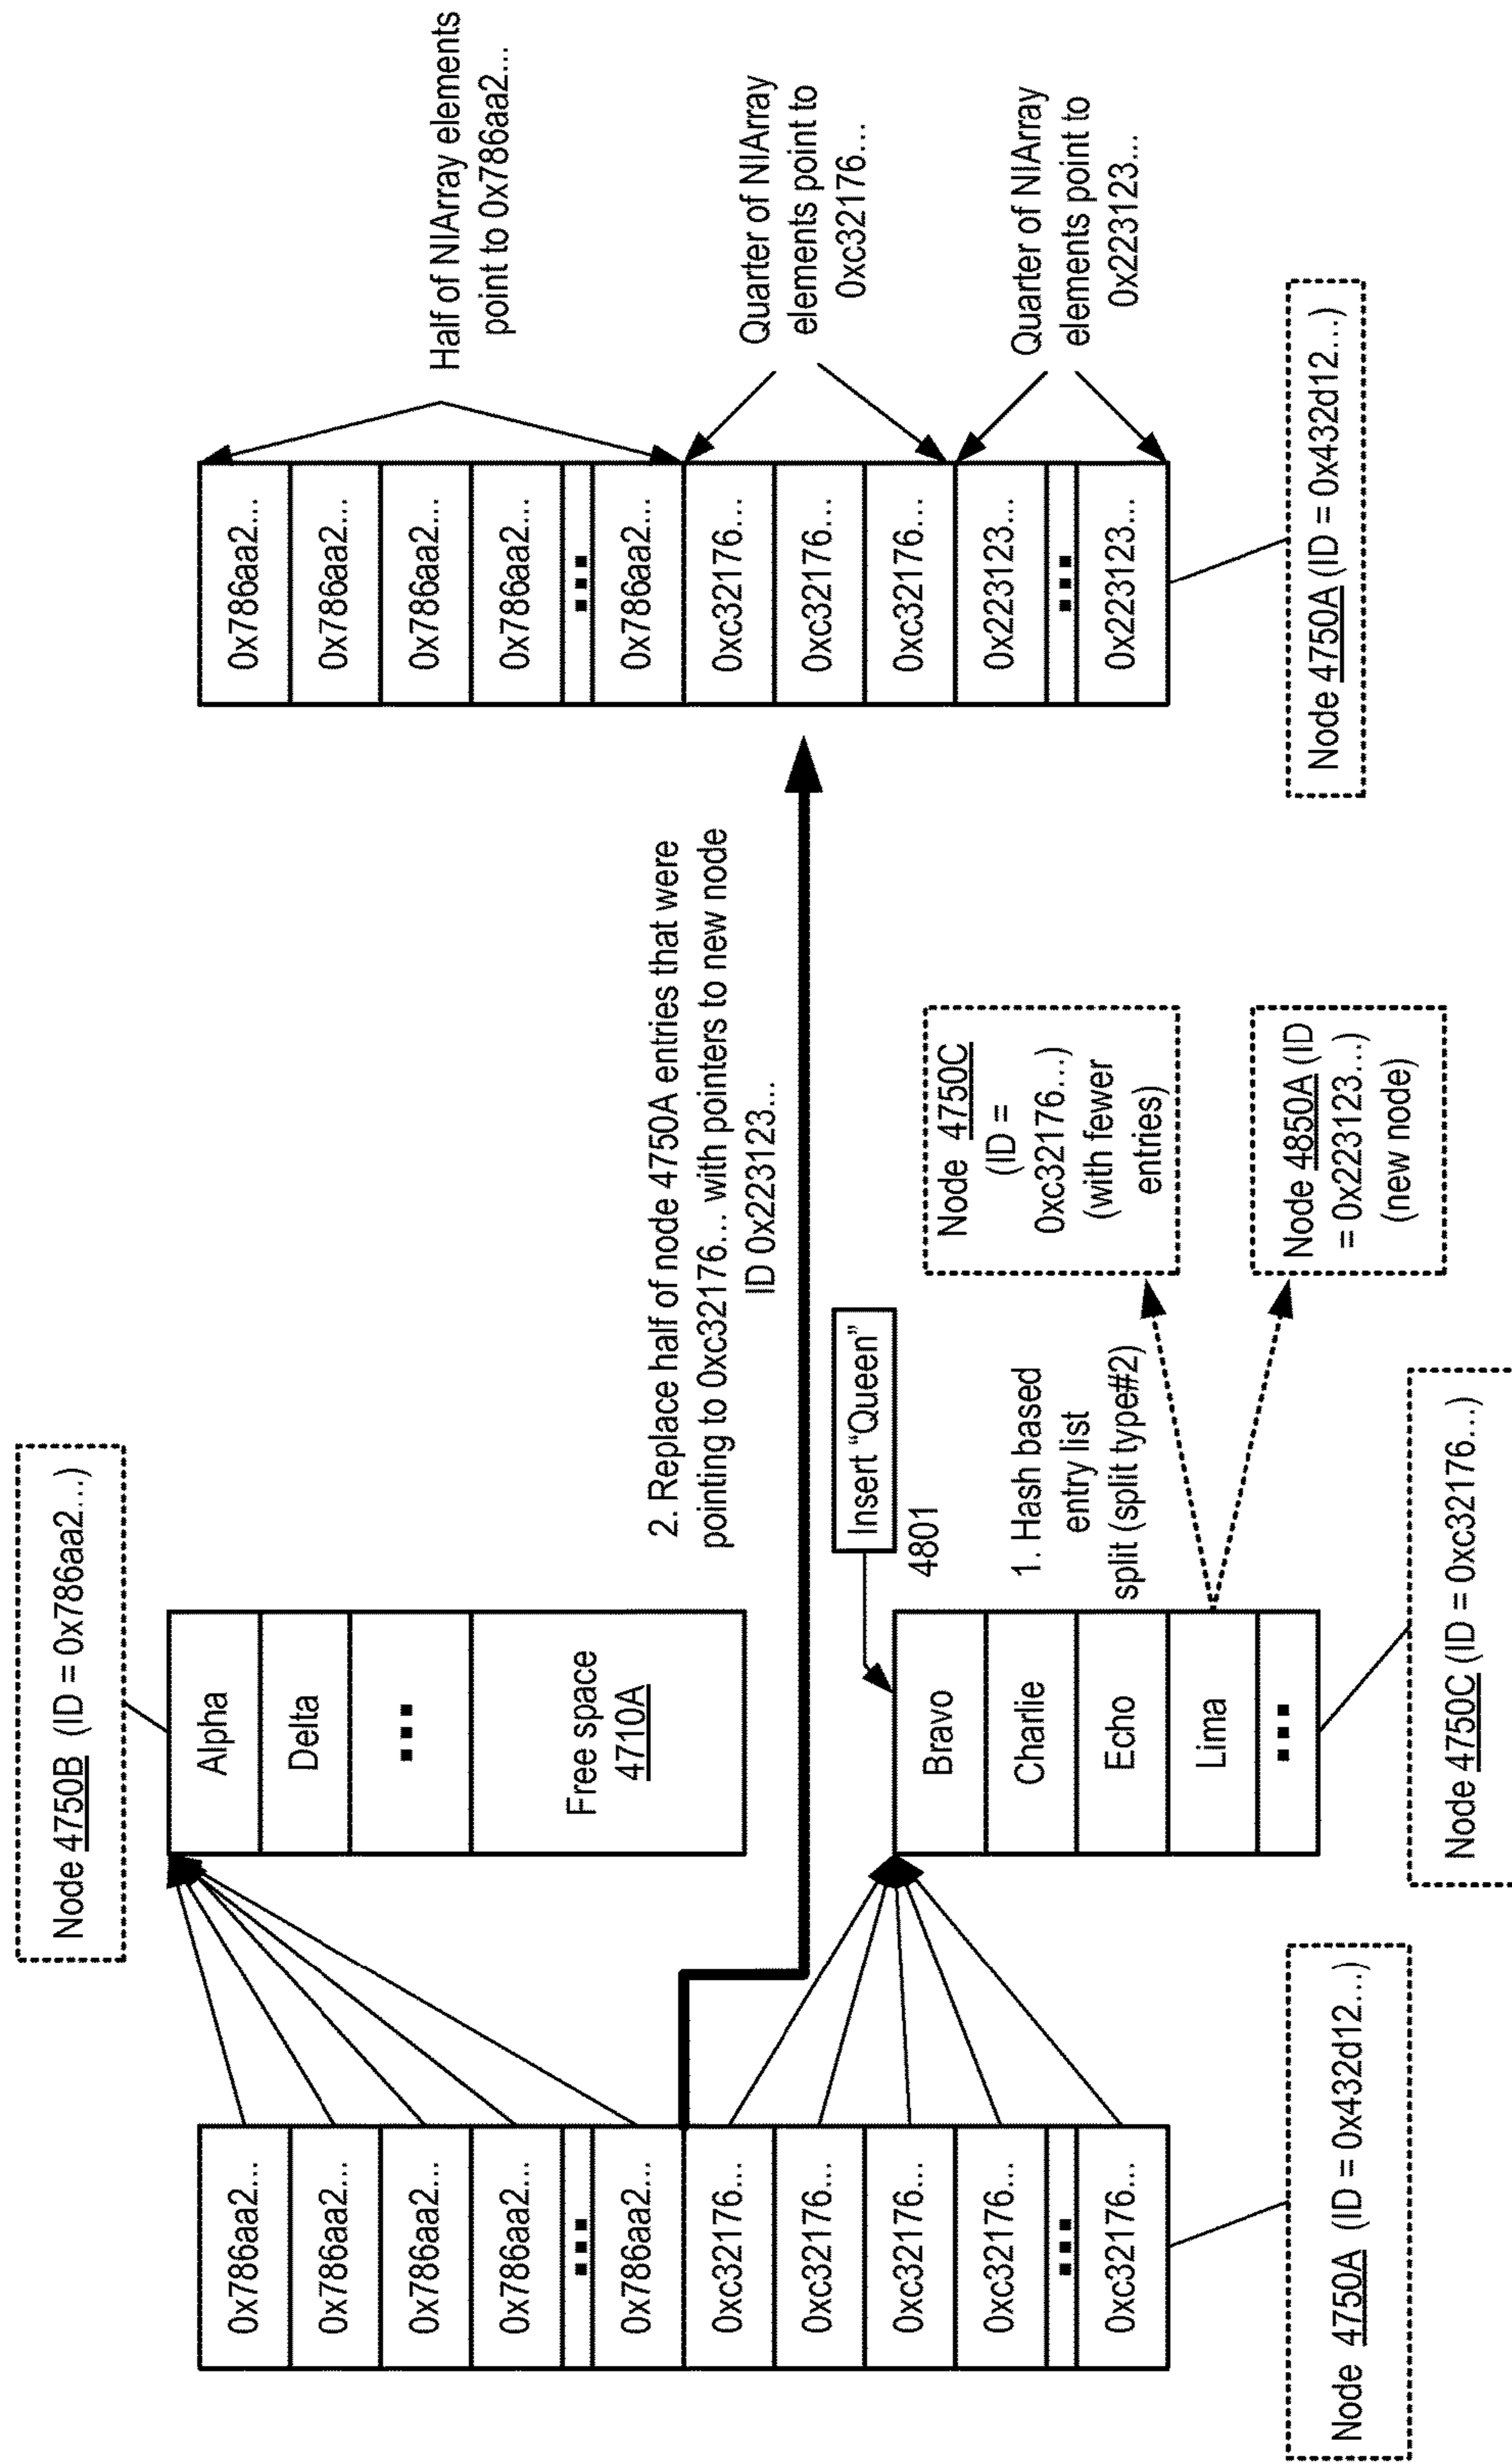 Node 4750B (ID = 0x786aa2...)
0x786aa2...
0x786aa2...
0x786aa2...
0x786aa2...
...
0x786aa2...
0xc32176...
0xc32176...
0xc32176...
0xc32176...
...
0xc32176...
Node 4750A (ID = 0x432d12...)
Alpha
Delta
...
Free space
4710A
Bravo
Charlie
Echo
Lima
...
Node 4750C (ID = 0xc32176...)
Insert “Queen”
4801
1. Hash based
entry list
split (split type#2)
Node 4750C
(ID =
0xc32176...)
(with fewer
entries)
Node 4850A (ID
= 0x223123...)
(new node)
2. Replace half of node 4750A entries that were
pointing to 0xc32176... with pointers to new node
ID 0x223123...
0x786aa2...
0x786aa2...
0x786aa2...
0x786aa2...
...
0x786aa2...
0xc32176...
0xc32176...
0xc32176...
0x223123...
...
0x223123...
Node 4750A (ID = 0x432d12...)
Half of NIArray elements
point to 0x786aa2...
Quarter of NIArray
elements point to
0xc32176...
Quarter of NIArray
elements point to
0x223123...